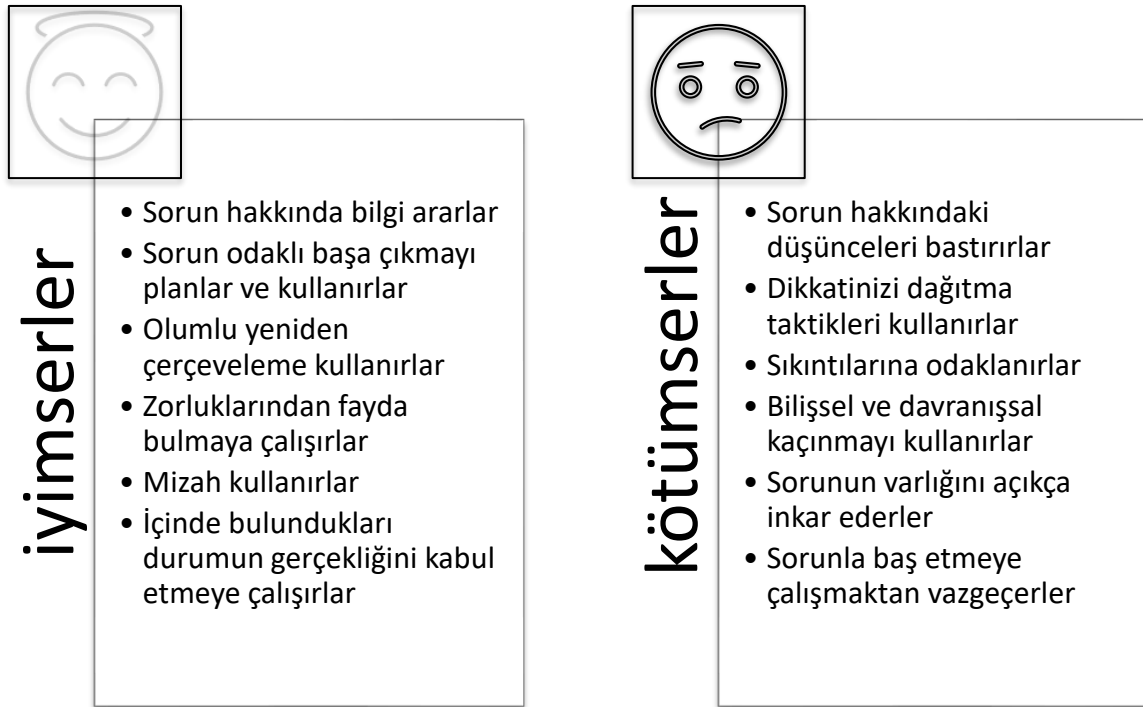 iyimserler
• Sorun hakkında bilgi ararlar
• Sorun odaklı başa çıkmayı
planlar ve kullanırlar
• Olumlu yeniden
çerçeveleme kullanırlar
• Zorluklarından fayda
bulmaya çalışırlar
• Mizah kullanırlar
• İçinde bulundukları
durumun gerçekliğini kabul
etmeye çalışırlar
kötümserler
• Sorun hakkındaki
düşünceleri bastırırlar
• Dikkatinizi dağıtma
taktikleri kullanırlar
• Sıkıntılarına odaklanırlar
• Bilişsel ve davranışsal
kaçınmayı kullanırlar
• Sorunun varlığını açıkça
inkar ederler
• Sorunla baş etmeye
çalışmaktan vazgeçerler